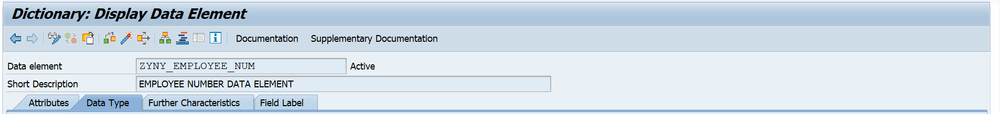 Dictionary: Display Data Element
Documentation Supplementary Documentation
Data element ZYNY_EMPLOYEE_NUM Active
Short Description EMPLOYEE NUMBER DATA ELEMENT
Attributes Data Type Further Characteristics Field Label